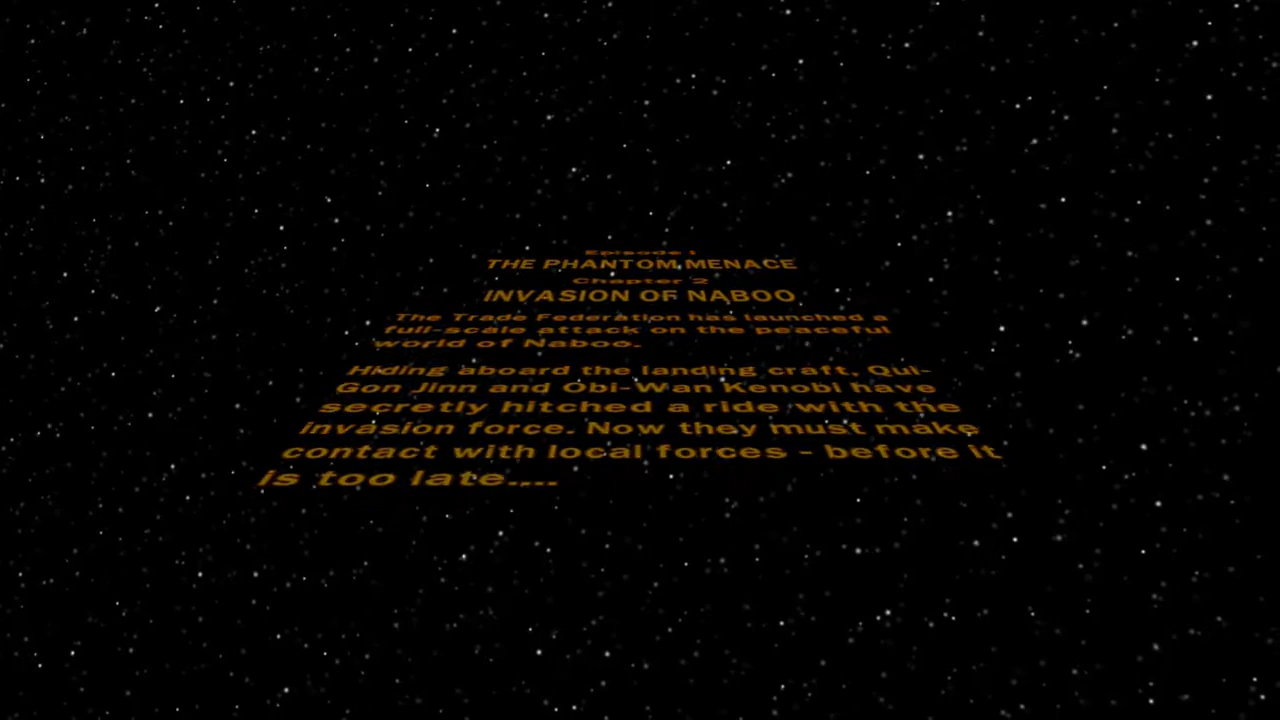 Episode I
THE PHANTOM MENACE
Chapter 2
INVASION OF NABOO
The Trade Federation has launched a
full-scale attack on the peaceful
world of Naboo.
Hiding aboard the landing craft, Qui-
Gon Jinn and Obi-Wan Kenobi have
secretly hitched a ride with the
invasion force. Now they must make
contact with local forces - before it
is too late....